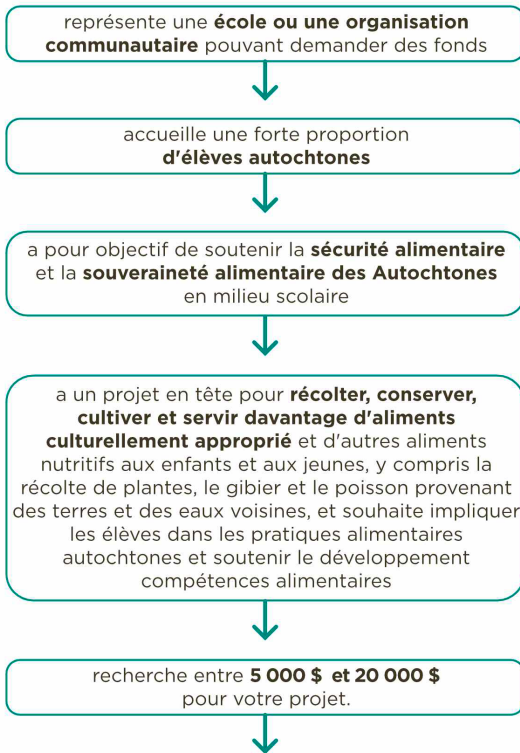 représente une école ou une organisation
communautaire pouvant demander des fonds
accueille une forte proportion
d'élèves autochtones
a pour objectif de soutenir la sécurité alimentaire
et la souveraineté alimentaire des Autochtones
en milieu scolaire
a un projet en tête pour récolter, conserver,
cultiver et servir davantage d'aliments
culturellement approprié et d'autres aliments
nutritifs aux enfants et aux jeunes, y compris la
récolte de plantes, le gibier et le poisson provenant
des terres et des eaux voisines, et souhaite impliquer
les élèves dans les pratiques alimentaires
autochtones et soutenir le développement
compétences alimentaires
recherche entre 5 000 $ et 20 000 $
pour votre projet.